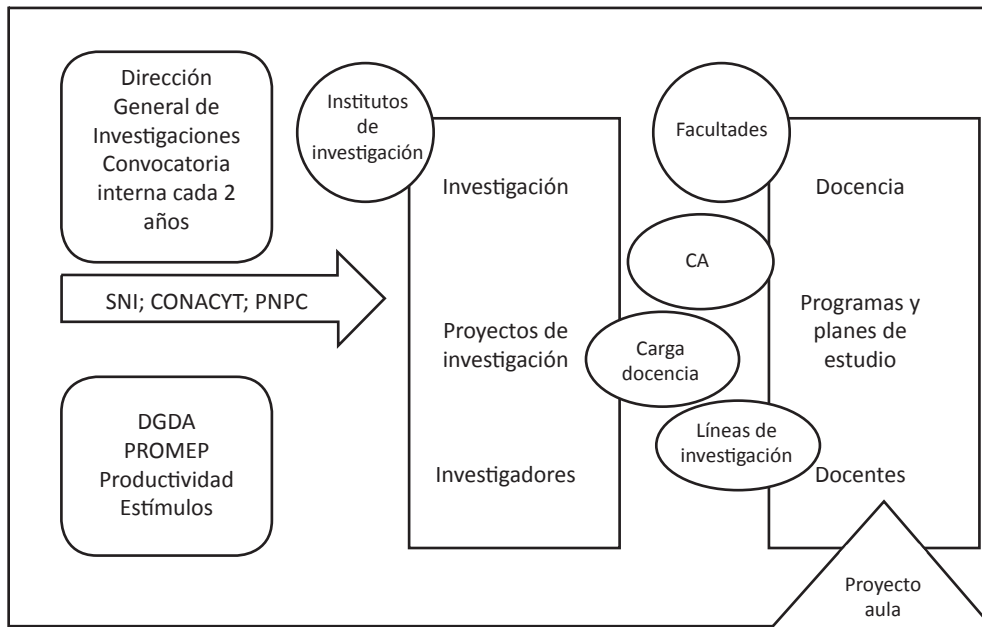 Dirección
General de
Investigaciones
Convocatoria
interna cada 2
años
SNI; CONACYT; PNPC
DGDA
PROMEP
Productividad
Estímulos
Institutos
de
investigación
Investigación
Proyectos de
investigación
Investigadores
Facultades
CA
Carga
docencia
Líneas de
investigación
Docencia
Programas y
planes de
estudio
Docentes
Proyecto
aula